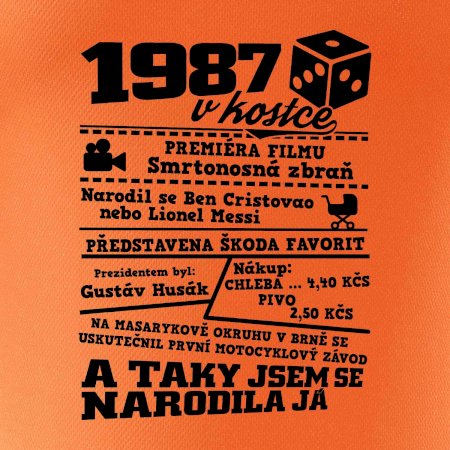 1987
v kostce
PREMIÉRA FILMU
Smrtonosná zbraň
Narodil se Ben Cristovao
nebo Lionel Messi
PŘEDSTAVENA ŠKODA FAVORIT
Prezidentem byl:
Gustáv Husák
Nákup:
CHLEBA ... 4,40 KČS
PIVO
2,50 KČS
NA MASARYKOVĚ OKRUHU V BRNĚ SE
USKUTEČNIL PRVNÍ MOTOCYKLOVÝ ZÁVOD
A TAKY JSEM SE
NARODILA JÁ